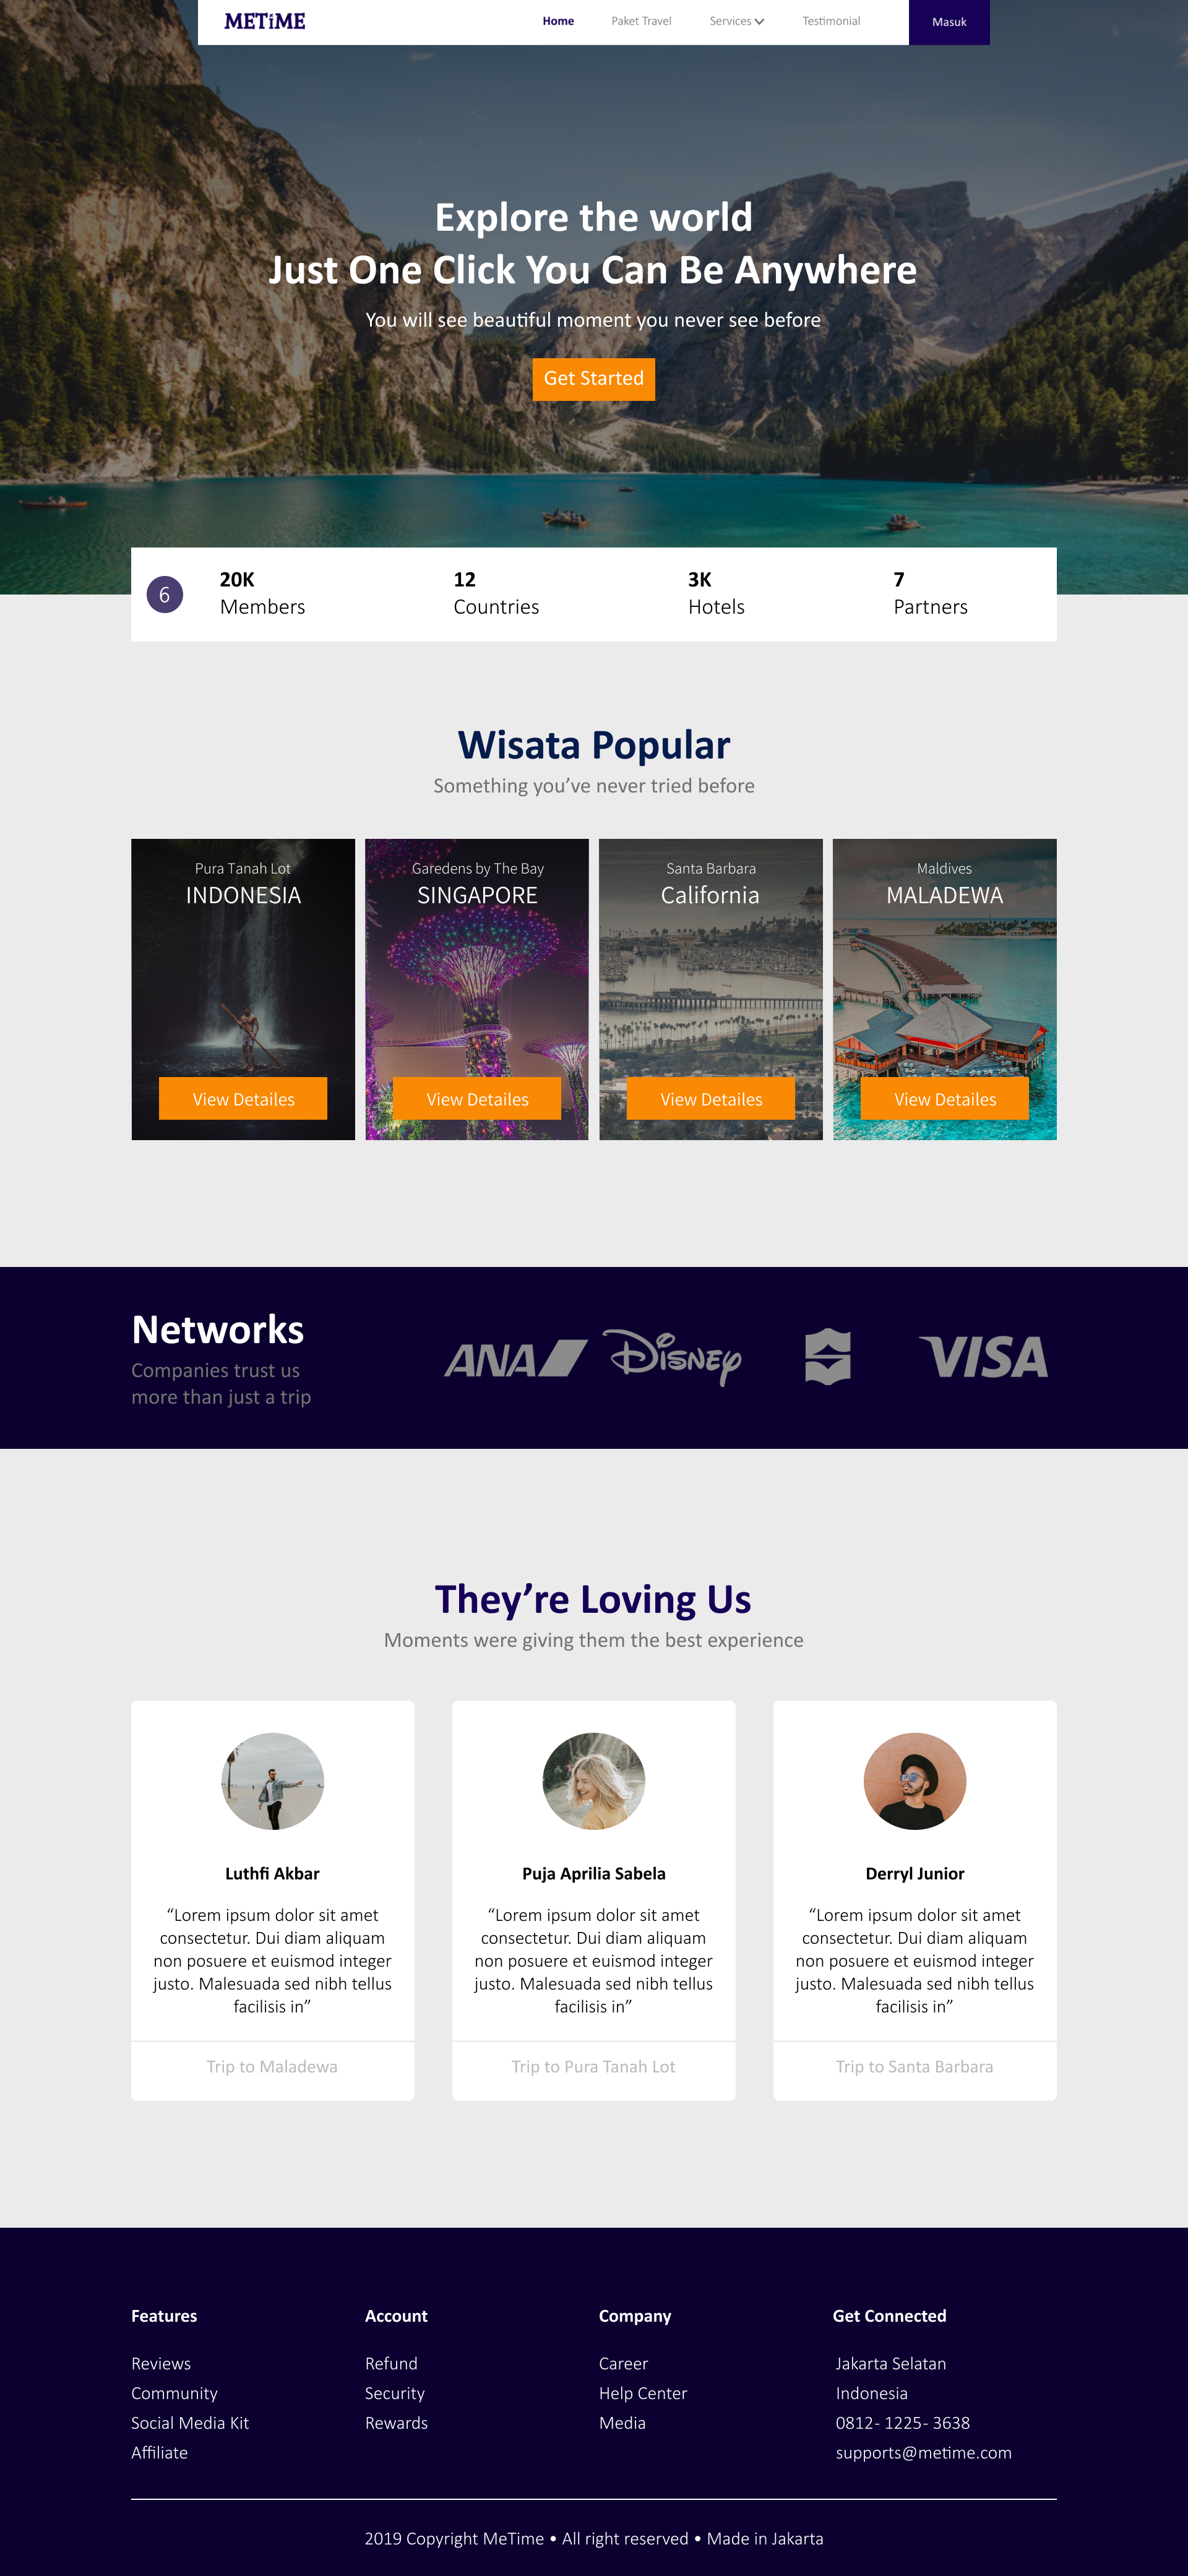 METiME
Home
Paket Travel
Services
Testimonial
Masuk
Explore the world
Just One Click You Can Be Anywhere
You will see beautiful moment you never see before
Get Started
6
20K
Members
12
Countries
3K
Hotels
7
Partners
Wisata Popular
Something you’ve never tried before
Pura Tanah Lot
INDONESIA
View Detailes
Garedens by The Bay
SINGAPORE
View Detailes
Santa Barbara
California
View Detailes
Maldives
MALADEWA
View Detailes
Networks
Companies trust us
more than just a trip
ANA
Disney
VISA
They’re Loving Us
Moments were giving them the best experience
Luthfi Akbar
“Lorem ipsum dolor sit amet
consectetur. Dui diam aliquam
non posuere et euismod integer
justo. Malesuada sed nibh tellus
facilisis in”
Trip to Maladewa
Puja Aprilia Sabela
“Lorem ipsum dolor sit amet
consectetur. Dui diam aliquam
non posuere et euismod integer
justo. Malesuada sed nibh tellus
facilisis in”
Trip to Pura Tanah Lot
Derryl Junior
“Lorem ipsum dolor sit amet
consectetur. Dui diam aliquam
non posuere et euismod integer
justo. Malesuada sed nibh tellus
facilisis in”
Trip to Santa Barbara
Features
Reviews
Community
Social Media Kit
Affiliate
Account
Refund
Security
Rewards
Company
Career
Help Center
Media
Get Connected
Jakarta Selatan
Indonesia
0812- 1225- 3638
supports@metime.com
2019 Copyright MeTime • All right reserved • Made in Jakarta